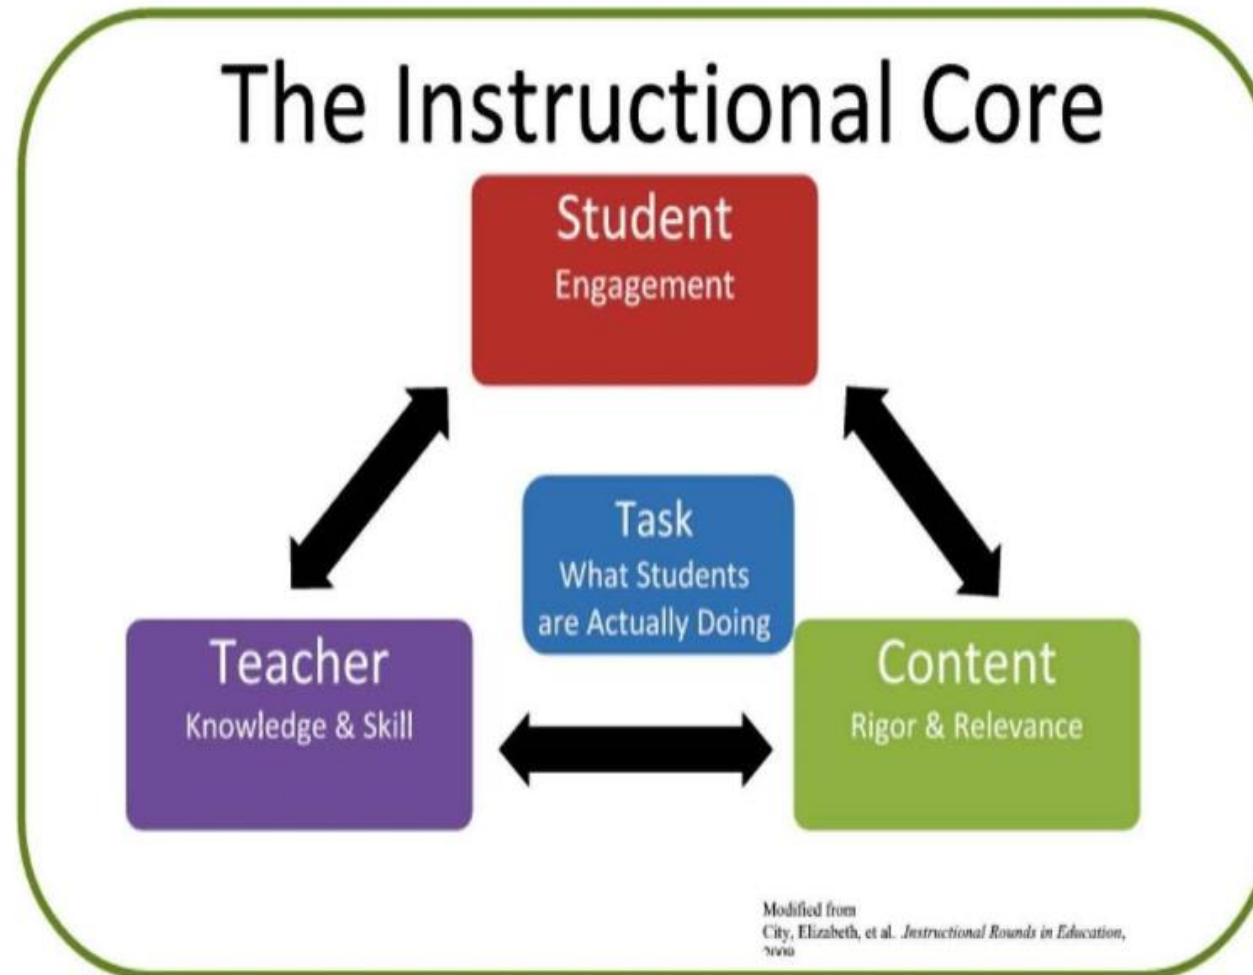 The Instructional Core
Student
Engagement
Task
What Students
are Actually Doing
Teacher
Knowledge & Skill
Content
Rigor & Relevance
Modified from
City, Elizabeth, et al. .Instructional Rounds in Education,